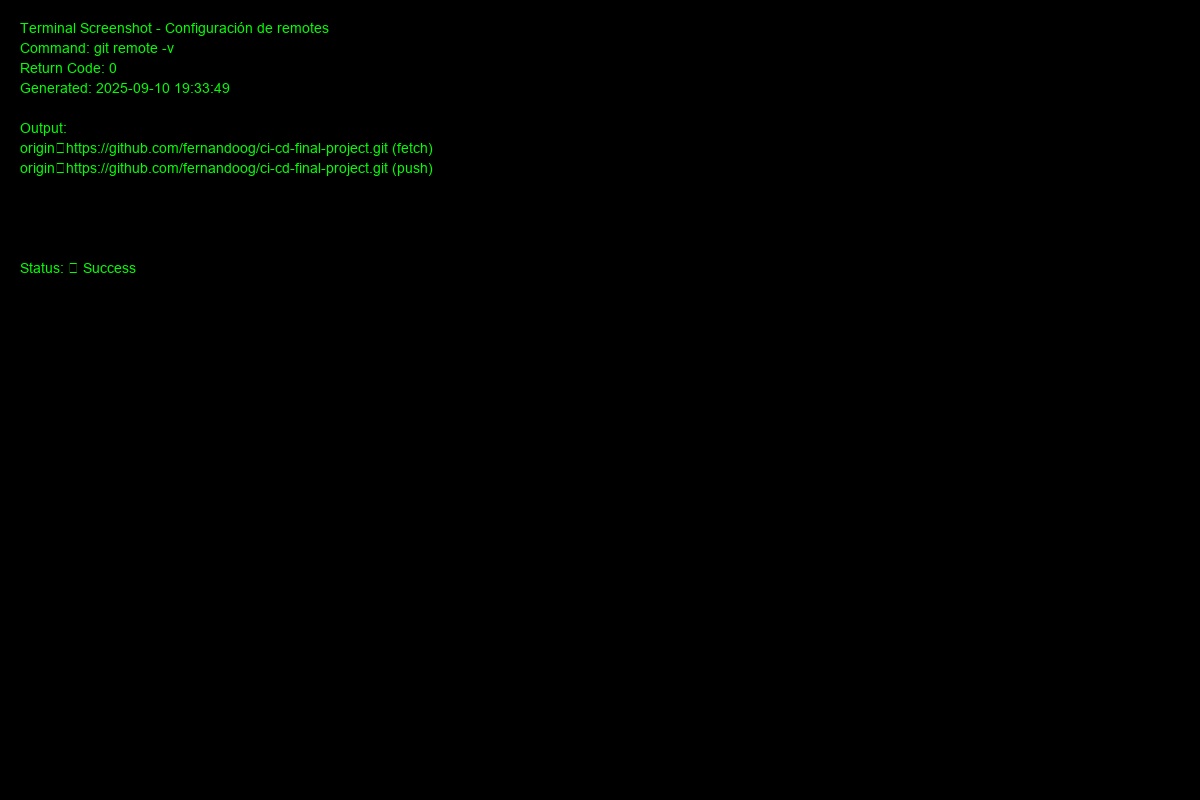 Terminal Screenshot - Configuración de remotes
Command: git remote -v
Return Code: 0
Generated: 2025-09-10 19:33:49
Output:
origin▯https://github.com/fernandoog/ci-cd-final-project.git (fetch)
origin▯https://github.com/fernandoog/ci-cd-final-project.git (push)
Status: ▯ Success